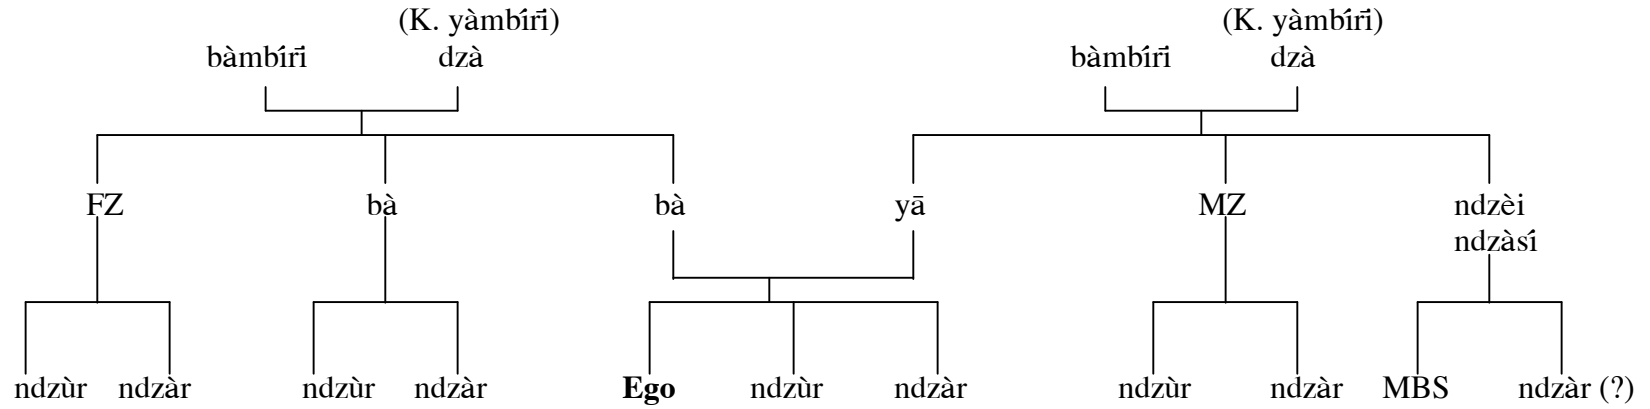 (K. yàmbírī) (K. yàmbírī)
bàmbírī dzà bàmbírī dzà
FZ bà bà yā MZ ndzèi
ndzàsí
ndzùr ndzàr ndzùr ndzàr Ego ndzùr ndzàr ndzùr ndzàr MBS ndzàr (?)